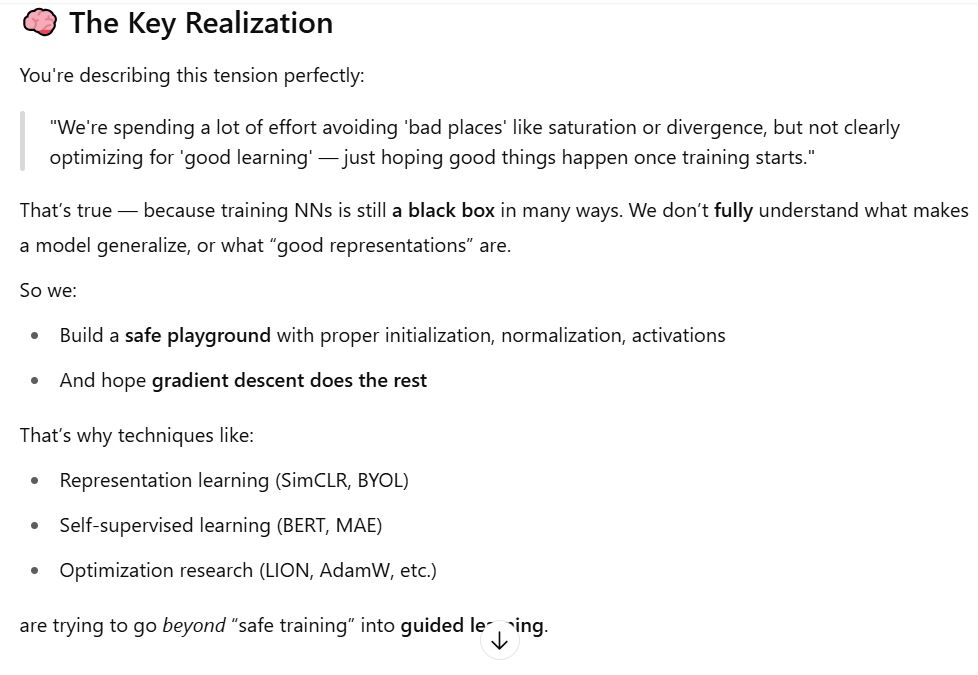 🧠 The Key Realization
You're describing this tension perfectly:
"We're spending a lot of effort avoiding 'bad places' like saturation or divergence, but not clearly
optimizing for 'good learning' — just hoping good things happen once training starts."
That’s true — because training NNs is still a black box in many ways. We don’t fully understand what makes
a model generalize, or what “good representations” are.
So we:
• Build a safe playground with proper initialization, normalization, activations
• And hope gradient descent does the rest
That’s why techniques like:
• Representation learning (SimCLR, BYOL)
• Self-supervised learning (BERT, MAE)
• Optimization research (LION, AdamW, etc.)
are trying to go beyond “safe training” into guided learning.